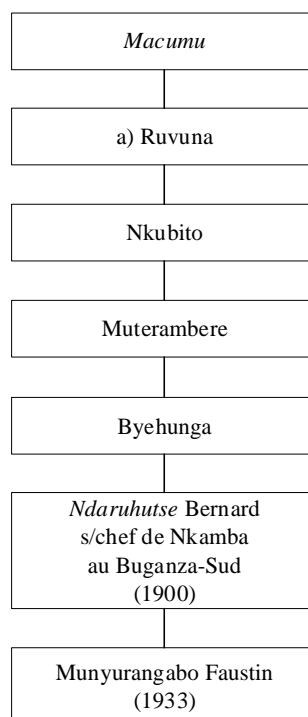 Macumu
a) Ruvuna
Nkubito
Muterambere
Byehunga
Ndaruhutse Bernard
s/chef de Nkamba
au Buganza-Sud
(1900)
Munyurangabo Faustin
(1933)